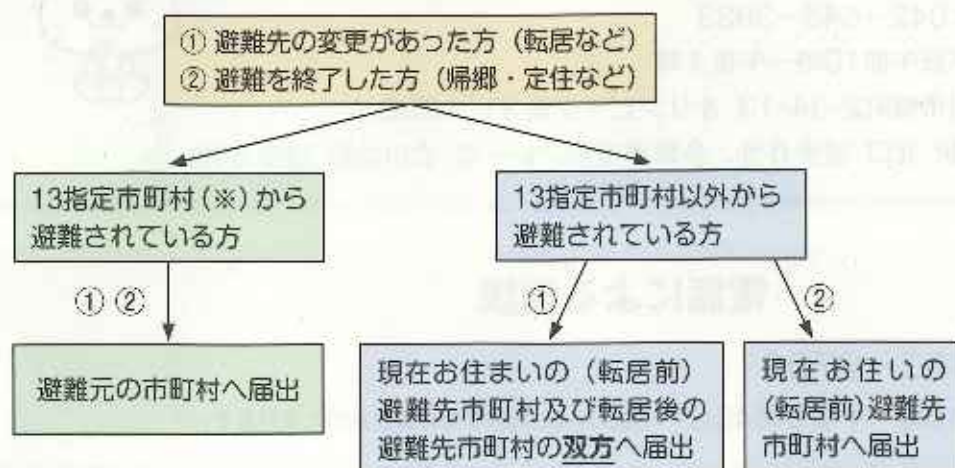 ① 避難先の変更があった方（転居など）
② 避難を終了した方（帰郷・定住など）
13指定市町村（※）から
避難されている方
13指定市町村以外から
避難されている方
① ②
①
②
避難元の市町村へ届出
現在お住まいの（転居前）
避難先市町村及び転居後の
避難先市町村の双方へ届出
現在お住いの
（転居前）避難先
市町村へ届出